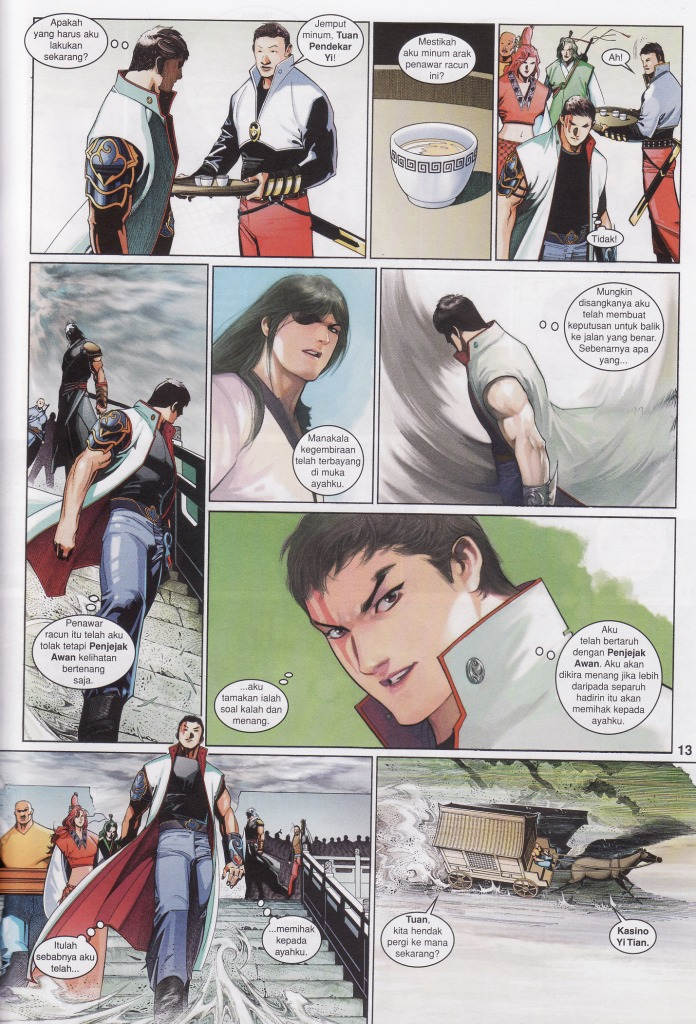 Apakah
yang harus aku
lakukan
sekarang?
Jemput
minum, Tuan
Pendekar
Yi!
Mestikah
aku minum arak
penawar racun
ini?
Ah!
Tidak!
Penawar
racun itu telah aku
tolak tetapi Penjejak
Awan kelihatan
bertenang
saja.
Manakala
kegembiraan
telah terbayang
di muka
ayahku.
Mungkin
disangkanya aku
telah membuat
keputusan untuk balik
ke jalan yang benar.
Sebenarnya apa
yang...
...aku
tamakan ialah
soal kalah dan
menang.
Aku
telah bertaruh
dengan Penjejak
Awan. Aku akan
dikira menang jika lebih
daripada separuh
hadirin itu akan
memihak kepada
ayahku.
13
Itulah
sebabnya aku
telah...
...memihak
kepada
ayahku.
Tuan,
kita hendak
pergi ke mana
sekarang?
Kasino
Yi Tian.